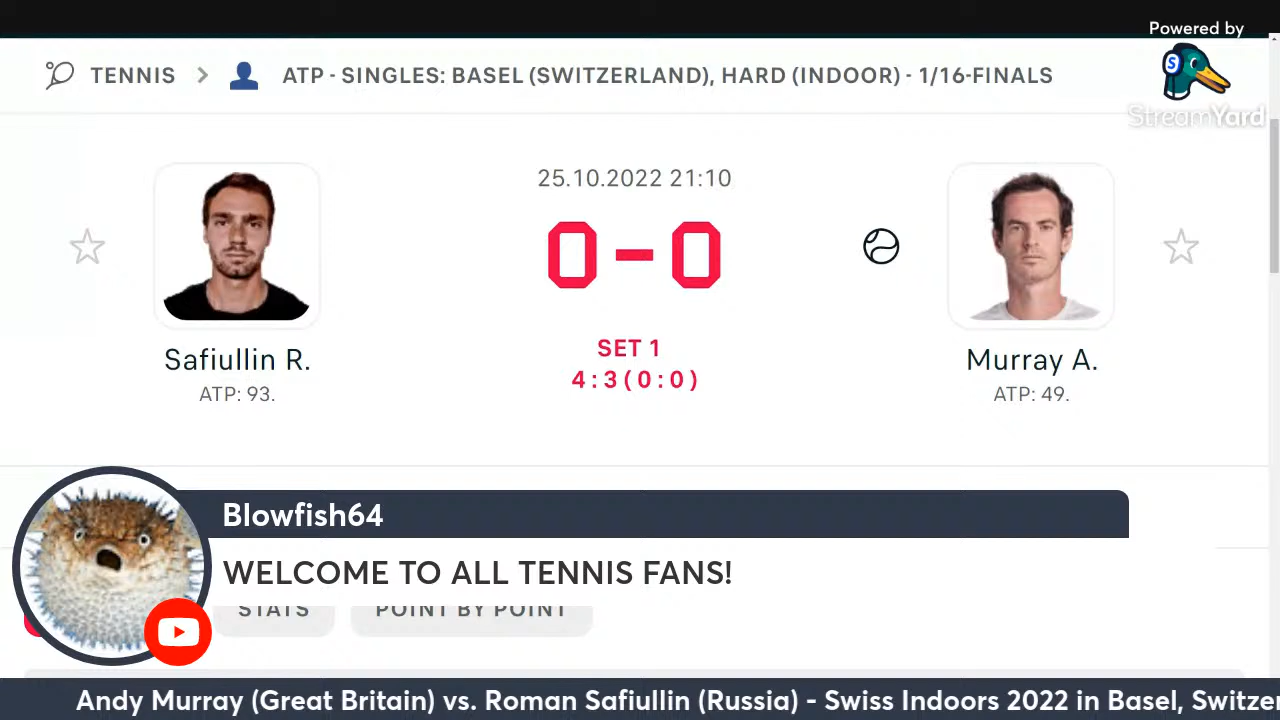 Powered by
StreamYard
TENNIS > ATP - SINGLES: BASEL (SWITZERLAND), HARD (INDOOR) - 1/16-FINALS
25.10.2022 21:10
0 - 0
SET 1
4 : 3 ( 0 : 0 )
Safiullin R.
ATP: 93.
Murray A.
ATP: 49.
Blowfish64
WELCOME TO ALL TENNIS FANS!
STATS
POINT BY POINT
Andy Murray (Great Britain) vs. Roman Safiullin (Russia) - Swiss Indoors 2022 in Basel, Switzer